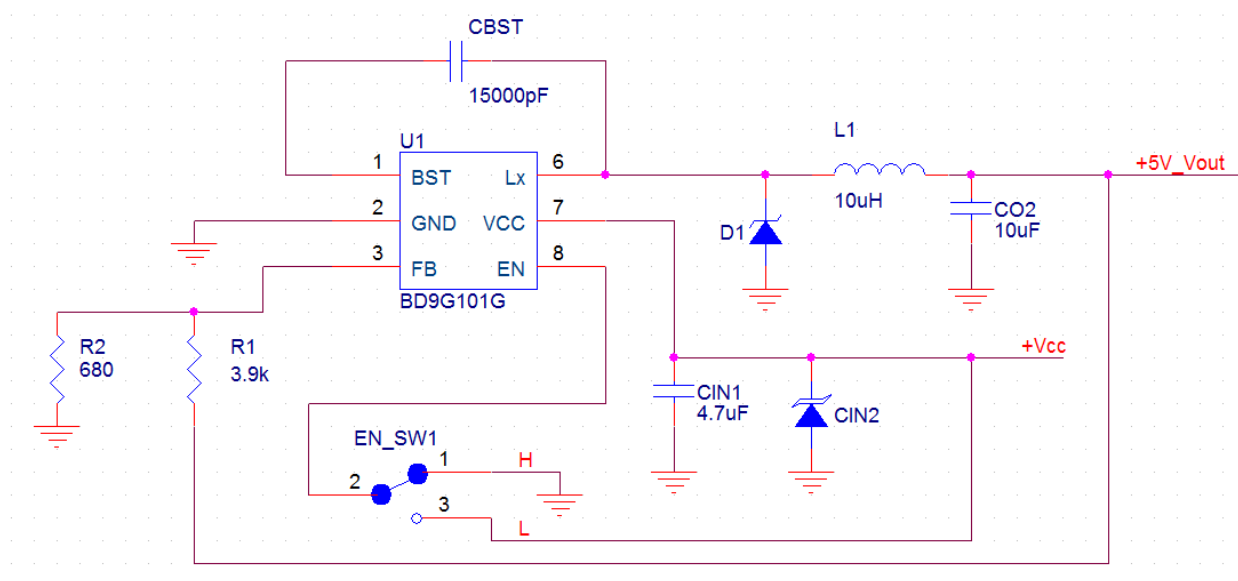 CBST
15000pF
U1
1
BST
Lx
6
2
GND
VCC
7
3
FB
EN
8
BD9G101G
L1
10uH
+5V_Vout
D1
CO2
10uF
R2
680
R1
3.9k
+Vcc
CIN1
4.7uF
CIN2
EN_SW1
1
H
2
3
L